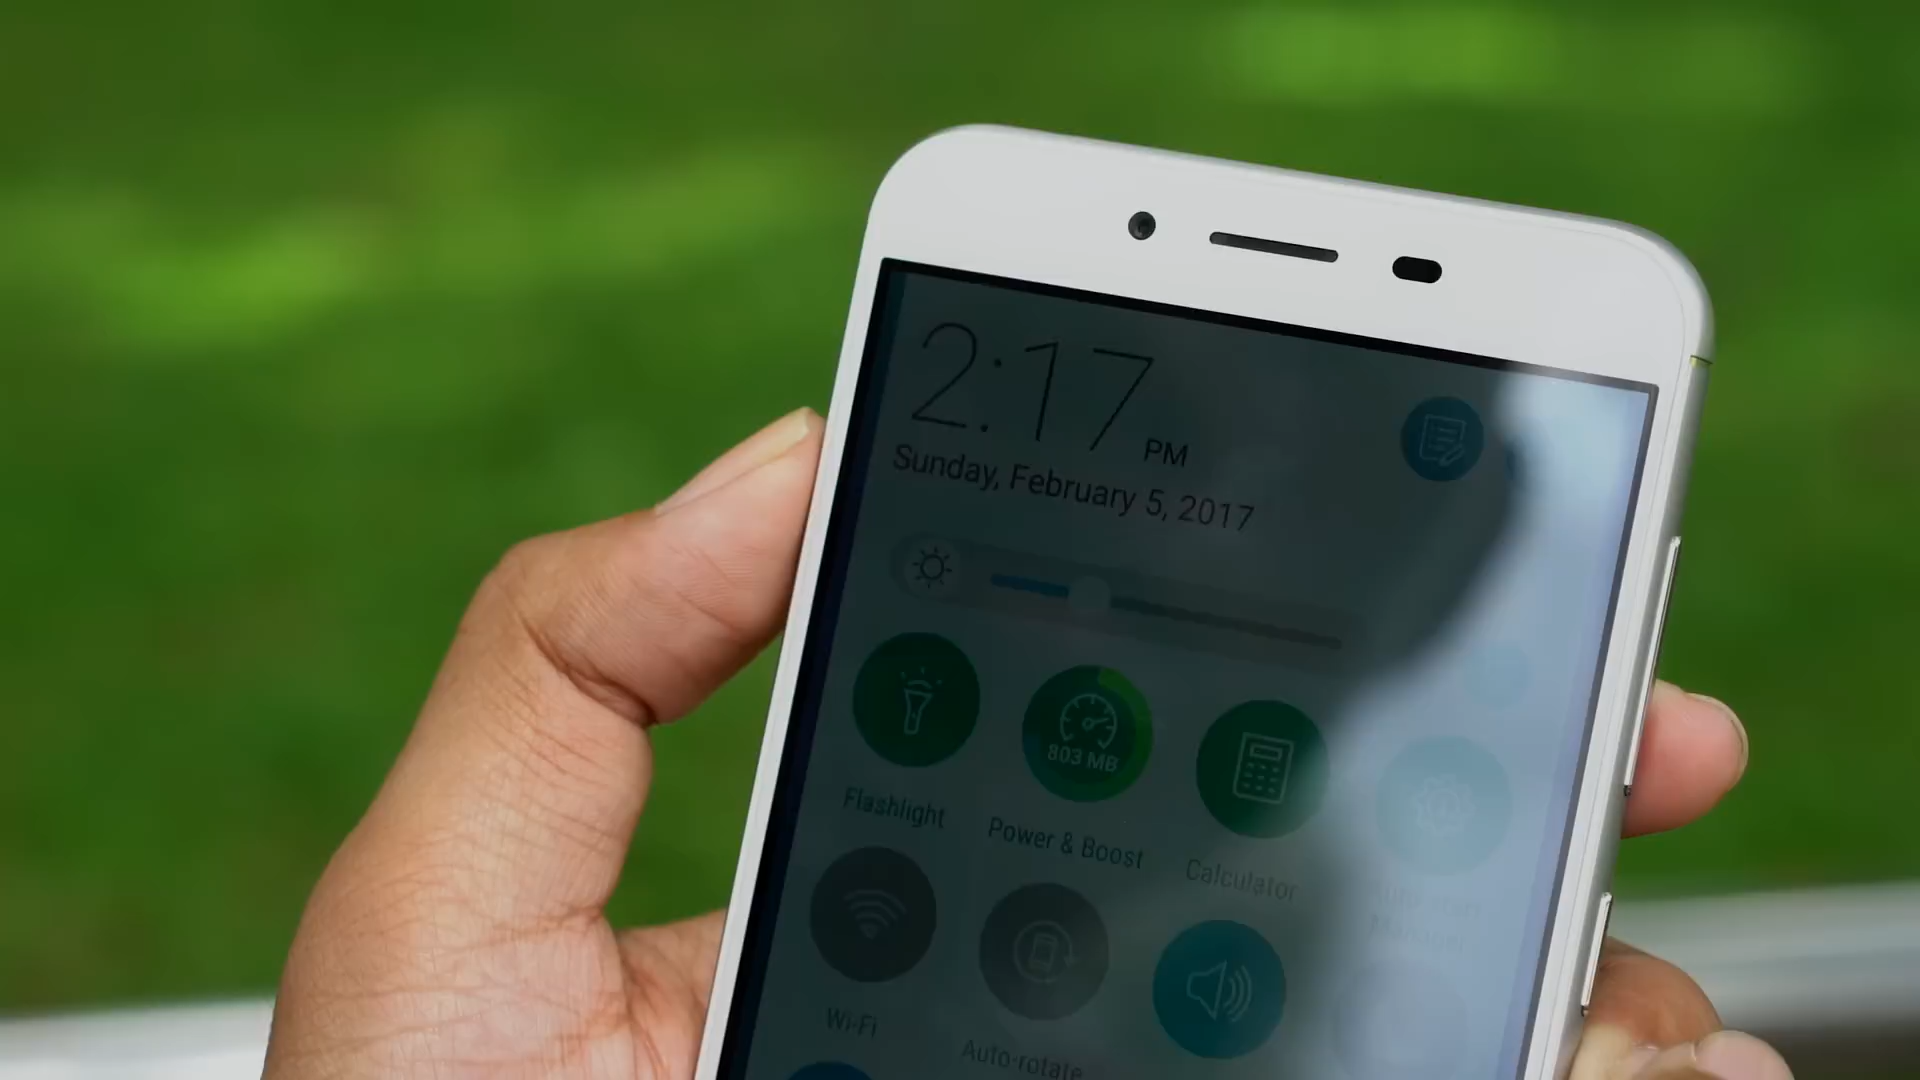 2:17 PM
Sunday, February 5, 2017
803 MB
Flashlight
Power & Boost
Calculator
Wi-Fi
Auto-rotate